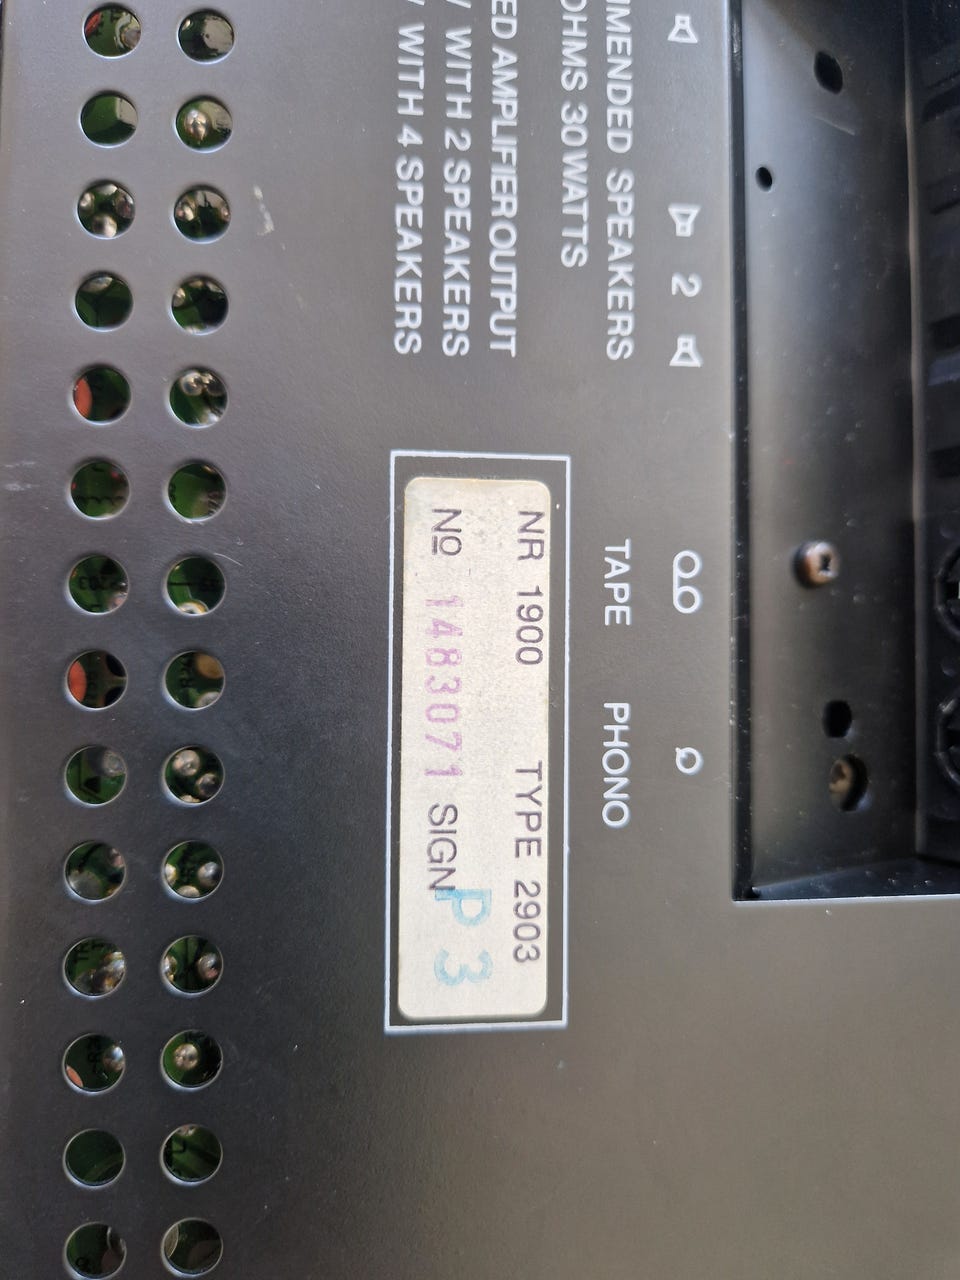 MMENDED SPEAKERS
OHMS 30 WATTS
ED AMPLIFIER OUTPUT
WITH 2 SPEAKERS
WITH 4 SPEAKERS
2
TAPE PHONO
NR 1900 TYPE 2903
No 1483071 SIGN P 3